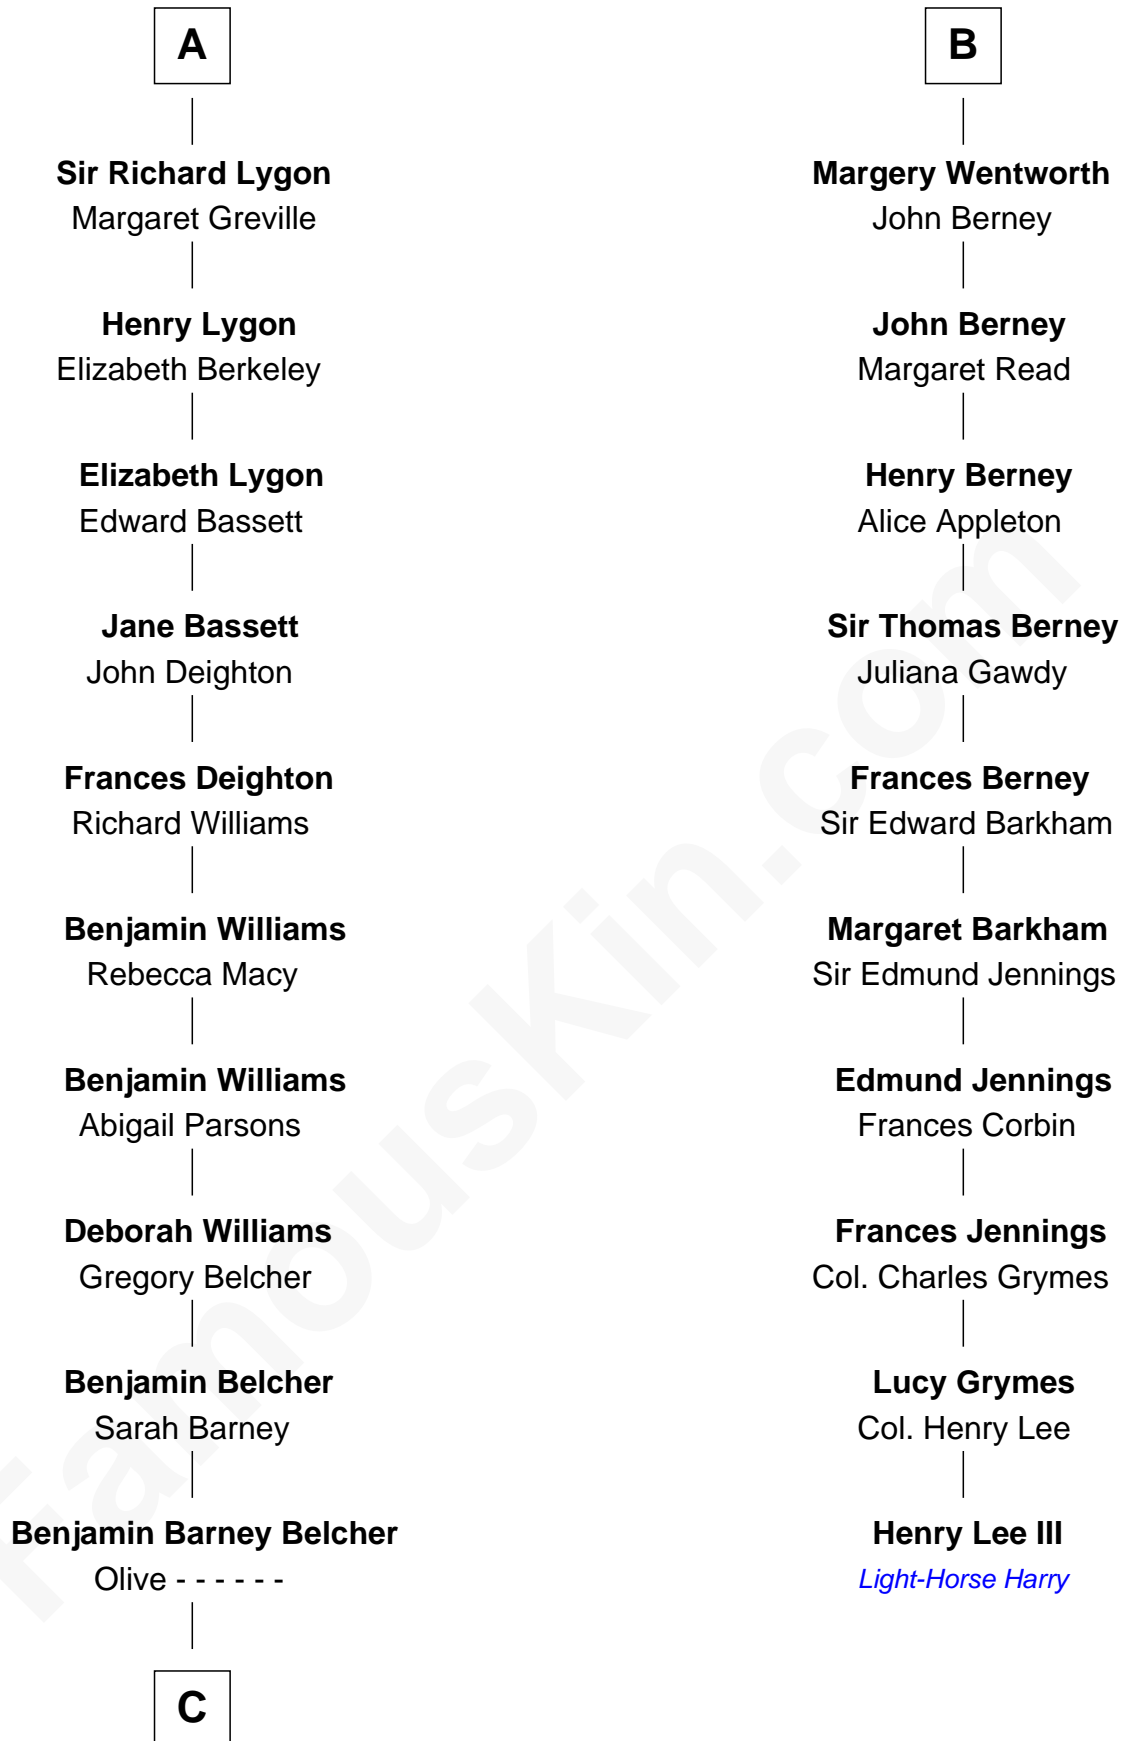 A
Sir Richard Lygon
Margaret Greville
Henry Lygon
Elizabeth Berkeley
Elizabeth Lygon
Edward Bassett
Jane Bassett
John Deighton
Frances Deighton
Richard Williams
Benjamin Williams
Rebecca Macy
Benjamin Williams
Abigail Parsons
Deborah Williams
Gregory Belcher
Benjamin Belcher
Sarah Barney
Benjamin Barney Belcher
Olive - - - - - -
C
B
Margery Wentworth
John Berney
John Berney
Margaret Read
Henry Berney
Alice Appleton
Sir Thomas Berney
Juliana Gawdy
Frances Berney
Sir Edward Barkham
Margaret Barkham
Sir Edmund Jennings
Edmund Jennings
Frances Corbin
Frances Jennings
Col. Charles Grymes
Lucy Grymes
Col. Henry Lee
Henry Lee III
Light-Horse Harry
FamousKin.com